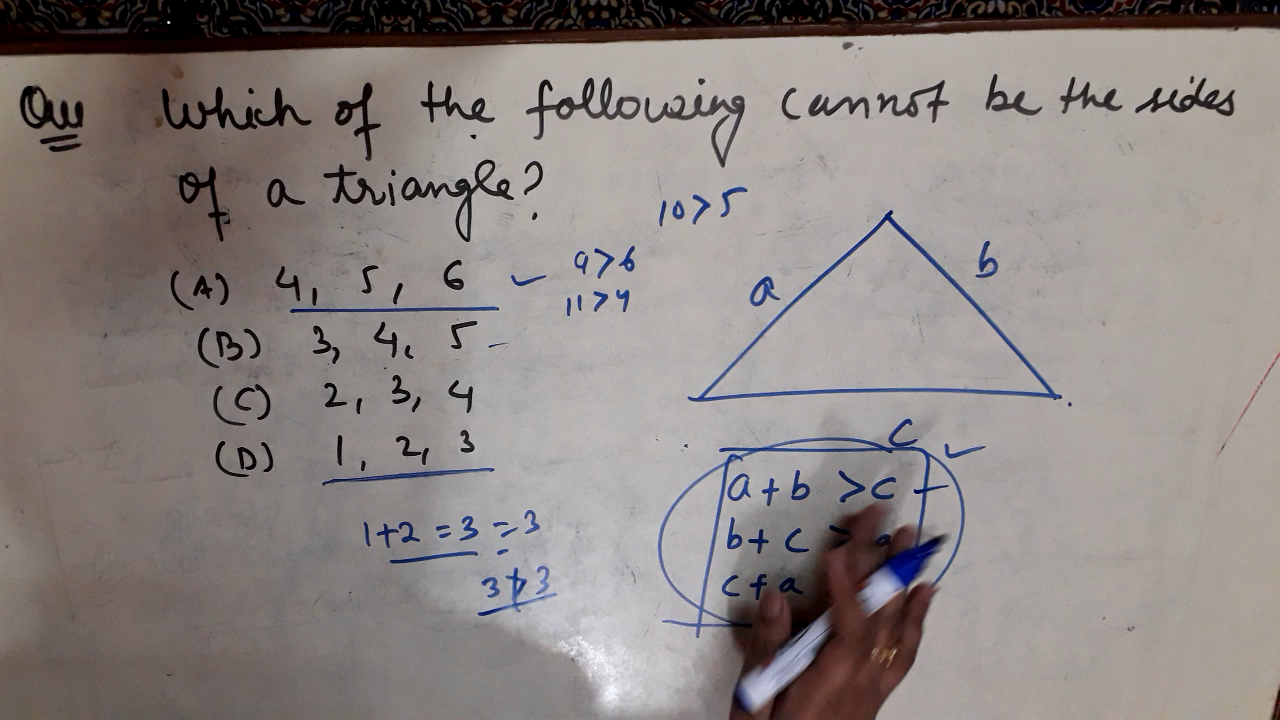 Qu Which of the following cannot be the sides
of a triangle?
10>5
(A) 4, 5, 6 ✓ 9>6
11>4
(B) 3, 4, 5 -
(C) 2, 3, 4
(D) 1, 2, 3
1+2 = 3 = 3
3 ≯ 3
a
b
c ✓
a+b >c
b+c > a
c+a